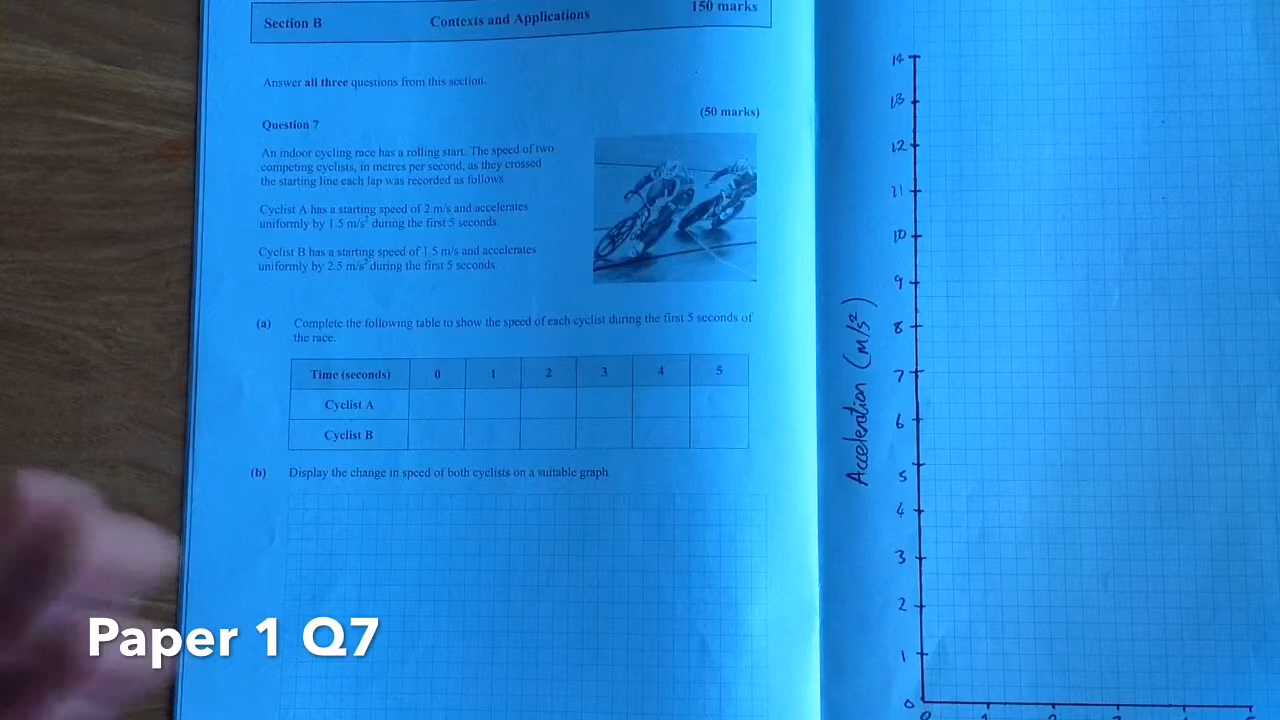 Section B Contexts and Applications 150 marks
Answer all three questions from this section.
(50 marks)
Question 7
An indoor cycling race has a rolling start. The speed of two
competing cyclists, in metres per second, as they crossed
the starting line each lap was recorded as follows
Cyclist A has a starting speed of 2 m/s and accelerates
uniformly by 1.5 m/s² during the first 5 seconds.
Cyclist B has a starting speed of 1.5 m/s and accelerates
uniformly by 2.5 m/s² during the first 5 seconds.
(a) Complete the following table to show the speed of each cyclist during the first 5 seconds of
the race.
Time (seconds) 0 1 2 3 4 5
Cyclist A
Cyclist B
(b) Display the change in speed of both cyclists on a suitable graph
Paper 1 Q7
14
13
12
11
10
9
8
7
6
5
4
3
2
1
0
Acceleration (m/s²)
0 1 2 3 4 5